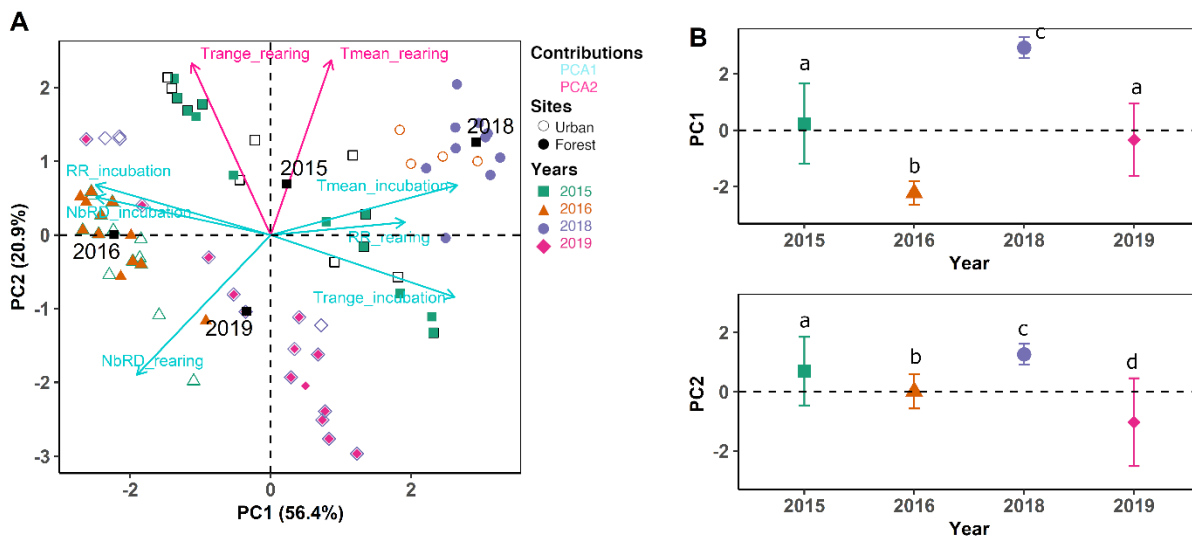 A
Trange_rearing
Tmean_rearing
2018
2015
RR_incubation
Tmean_incubation
NbRD_incubation
RR_rearing
2016
Trange_incubation
2019
NbRD_rearing
2
1
0
-1
-2
-3
PC2 (20.9%)
-2
0
2
PC1 (56.4%)
Contributions
PCA1
PCA2
Sites
Urban
Forest
Years
2015
2016
2018
2019
B
a
b
c
a
2
0
-2
PC1
2015
2016
2018
2019
Year
a
b
c
d
2
0
-2
PC2
2015
2016
2018
2019
Year